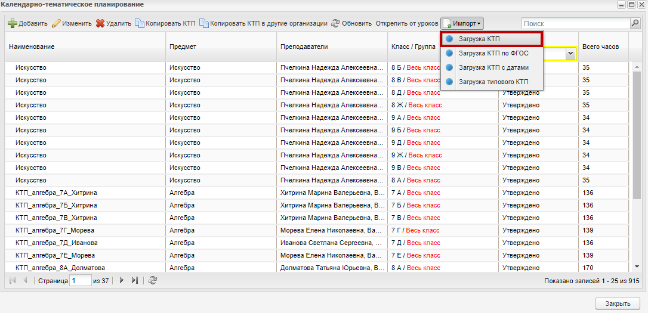 Календарно-тематическое планирование
Добавить Изменить Удалить Копировать КТП Копировать КТП в другие организации Обновить Открепить от уроков Импорт Поиск
Загрузка КТП
Загрузка КТП по ФГОС
Загрузка КТП с датами
Загрузка типового КТП
Наименование Предмет Преподаватели Класс / Группа Всего часов
Искусство Искусство Пчелкина Надежда Алексеевна... 8 Б / Весь класс 35
Искусство Искусство Пчелкина Надежда Алексеевна... 8 В / Весь класс 35
Искусство Искусство Пчелкина Надежда Алексеевна... 8 Д / Весь класс Утверждено 35
Искусство Искусство Пчелкина Надежда Алексеевна... 8 Ж / Весь класс Утверждено 35
Искусство Искусство Пчелкина Надежда Алексеевна... 9 А / Весь класс Утверждено 34
Искусство Искусство Пчелкина Надежда Алексеевна... 9 Б / Весь класс Утверждено 34
Искусство Искусство Пчелкина Надежда Алексеевна... 9 Д / Весь класс Утверждено 34
Искусство Искусство Пчелкина Надежда Алексеевна... 9 Ж / Весь класс Утверждено 34
Искусство Искусство Пчелкина Надежда Алексеевна... 9 В / Весь класс Утверждено 34
Искусство Искусство Пчелкина Надежда Алексеевна... 8 А / Весь класс Утверждено 35
КТП_алгебра_7А_Хитрина Алгебра Хитрина Марина Валерьевна, В... 7 А / Весь класс Утверждено 136
КТП_алгебра_7Б_Хитрина Алгебра Хитрина Марина Валерьевна, В... 7 Б / Весь класс Утверждено 136
КТП_алгебра_7В_Хитрина Алгебра Хитрина Марина Валерьевна, В... 7 В / Весь класс Утверждено 136
КТП_алгебра_7Г_Морева Алгебра Морева Елена Николаевна, Ва... 7 Г / Весь класс Утверждено 139
КТП_алгебра_7Д_Иванова Алгебра Иванова Светлана Сергеевна, ... 7 Д / Весь класс Утверждено 136
КТП_алгебра_7Е_Морева Алгебра Морева Елена Николаевна, Ва... 7 Е / Весь класс Утверждено 139
КТП_алгебра_8А_Долматова Алгебра Долматова Татьяна Юрьевна, В... 8 А / Весь класс Утверждено 170
Страница 1 из 37 Показано записей 1 - 25 из 915
Закрыть